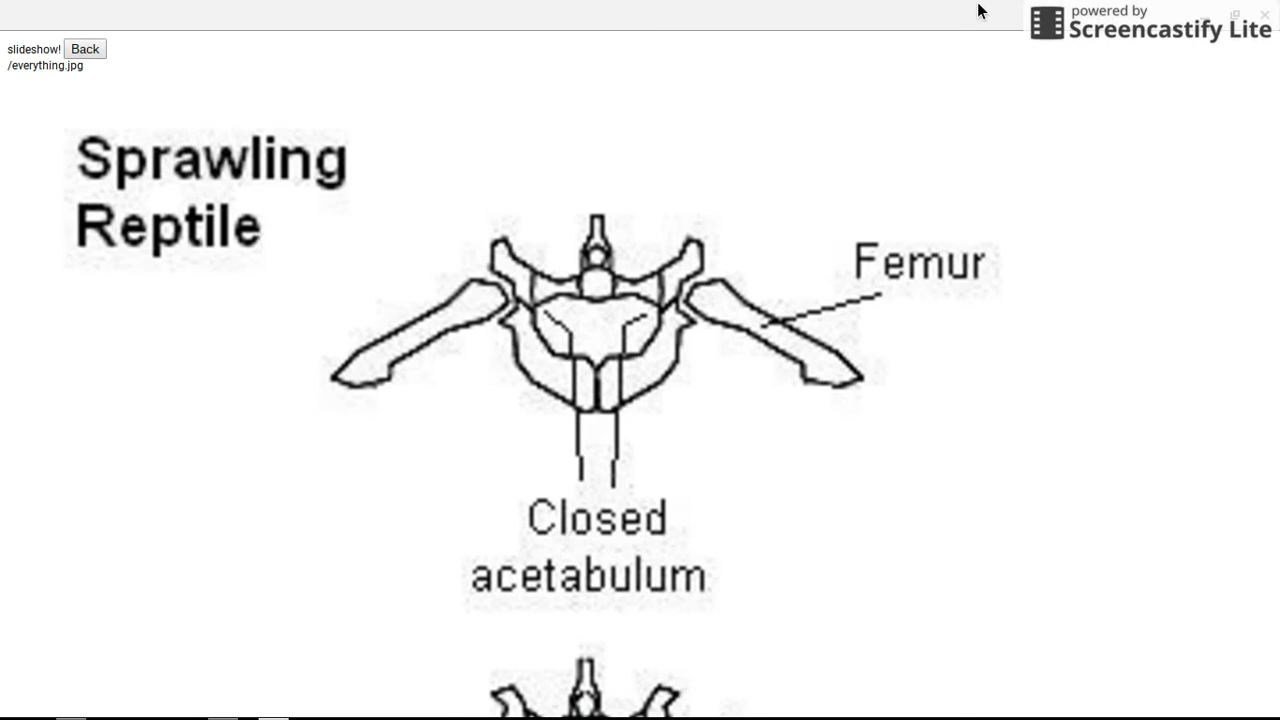 powered by
Screencastify Lite
slideshow! Back
/everything.jpg
Sprawling
Reptile
Femur
Closed
acetabulum